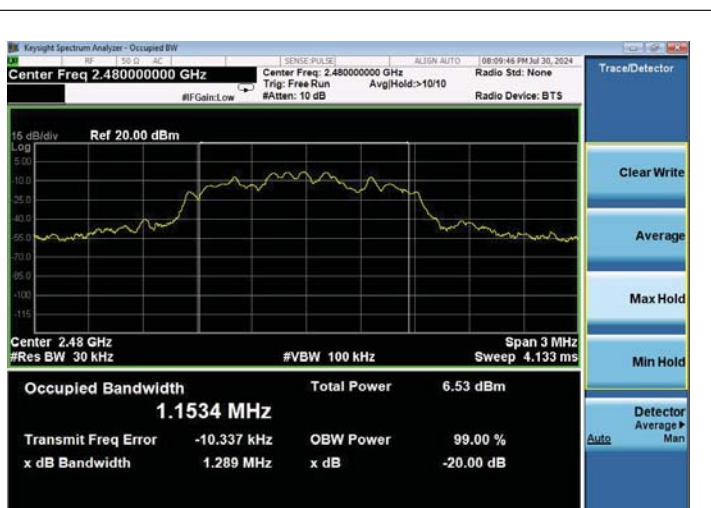 Keysight Spectrum Analyzer - Occupied BW
RF 50 Ω AC SENSE:PULSE ALIGN AUTO 08:09:46 PM Jul 30, 2024
Center Freq 2.480000000 GHz Center Freq: 2.480000000 GHz Radio Std: None
Trig: Free Run Avg|Hold:>10/10
#IFGain:Low #Atten: 10 dB Radio Device: BTS
Trace/Detector
15 dB/div Ref 20.00 dBm
Log
5.00
-10.0
-25.0
-40.0
-55.0
-70.0
-85.0
-100
-115
Center 2.48 GHz Span 3 MHz
#Res BW 30 kHz #VBW 100 kHz Sweep 4.133 ms
Occupied Bandwidth Total Power 6.53 dBm
1.1534 MHz
Transmit Freq Error -10.337 kHz OBW Power 99.00 %
x dB Bandwidth 1.289 MHz x dB -20.00 dB
Clear Write
Average
Max Hold
Min Hold
Detector
Average
Auto Man